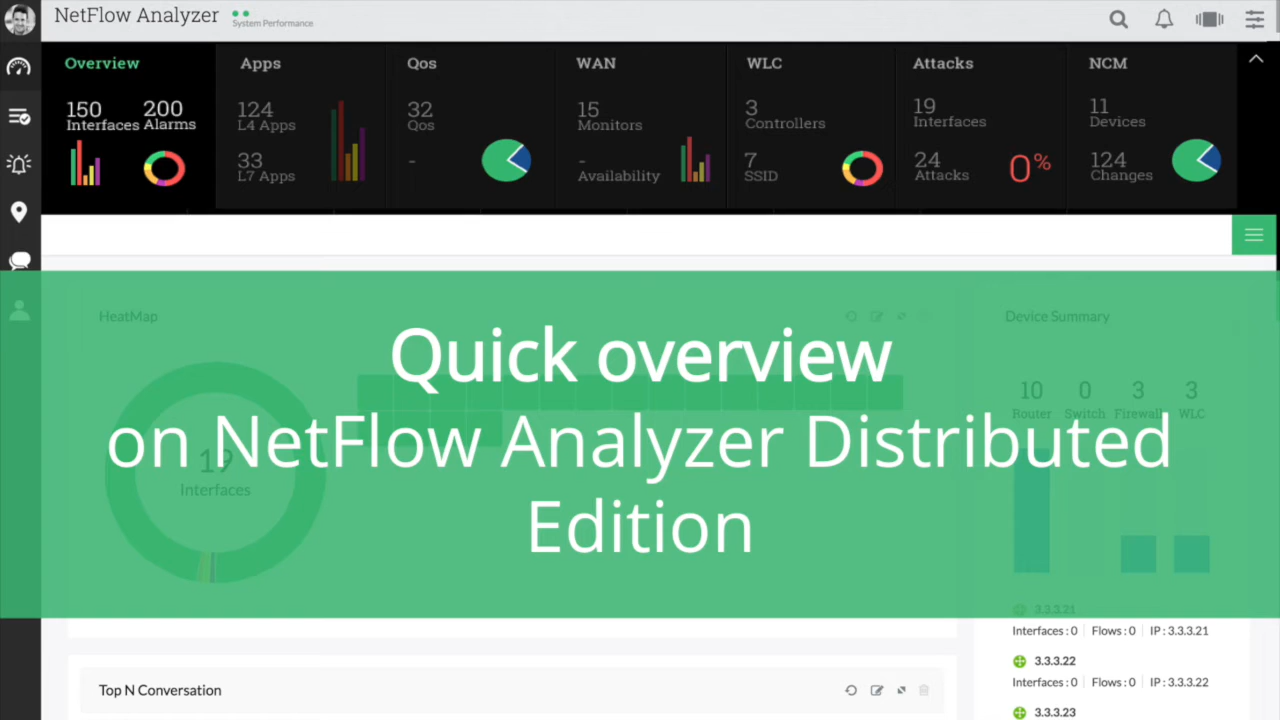 NetFlow Analyzer
System Performance
Overview
150
Interfaces
200
Alarms
Apps
124
L4 Apps
33
L7 Apps
Qos
32
Qos
-
WAN
15
Monitors
-
Availability
WLC
3
Controllers
7
SSID
Attacks
19
Interfaces
24
Attacks
0%
NCM
11
Devices
124
Changes
HeatMap
19
Interfaces
Quick overview
on NetFlow Analyzer Distributed
Edition
Device Summary
10 0 3 3
Router Switch Firewall WLC
3.3.3.21
Interfaces : 0 Flows : 0 IP : 3.3.3.21
3.3.3.22
Interfaces : 0 Flows : 0 IP : 3.3.3.22
3.3.3.23
Top N Conversation